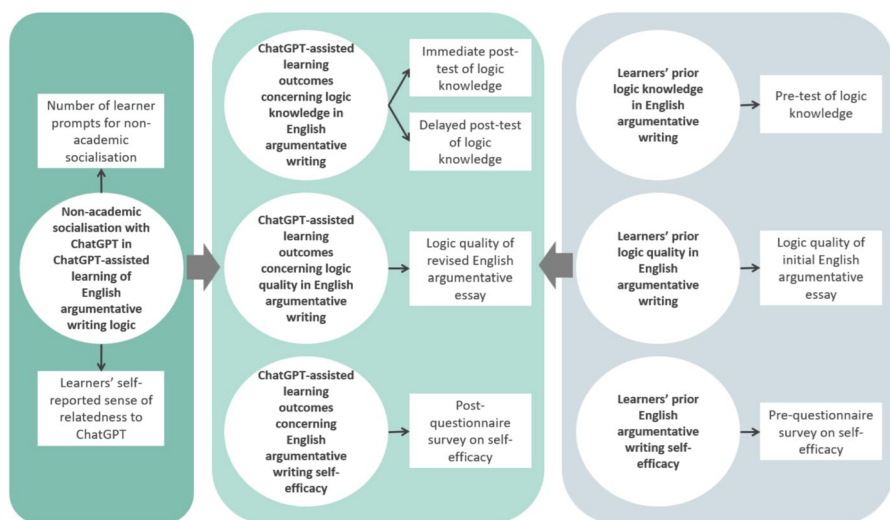 Number of learner
prompts for non-
academic
socialisation
Non-academic
socialisation with
ChatGPT in
ChatGPT-assisted
learning of
English
argumentative
writing logic
Learners' self-
reported sense of
relatedness to
ChatGPT
ChatGPT-assisted
learning
outcomes
concerning logic
knowledge in
English
argumentative
writing
Immediate post-
test of logic
knowledge
Delayed post-test
of logic
knowledge
ChatGPT-assisted
learning
outcomes
concerning logic
quality in English
argumentative
writing
Logic quality of
revised English
argumentative
essay
ChatGPT-assisted
learning
outcomes
concerning
English
argumentative
writing self-
efficacy
Post-
questionnaire
survey on self-
efficacy
Learners' prior
logic knowledge
in English
argumentative
writing
Pre-test of logic
knowledge
Learners' prior
logic quality in
English
argumentative
writing
Logic quality of
initial English
argumentative
essay
Learners' prior
English
argumentative
writing self-
efficacy
Pre-questionnaire
survey on self-
efficacy